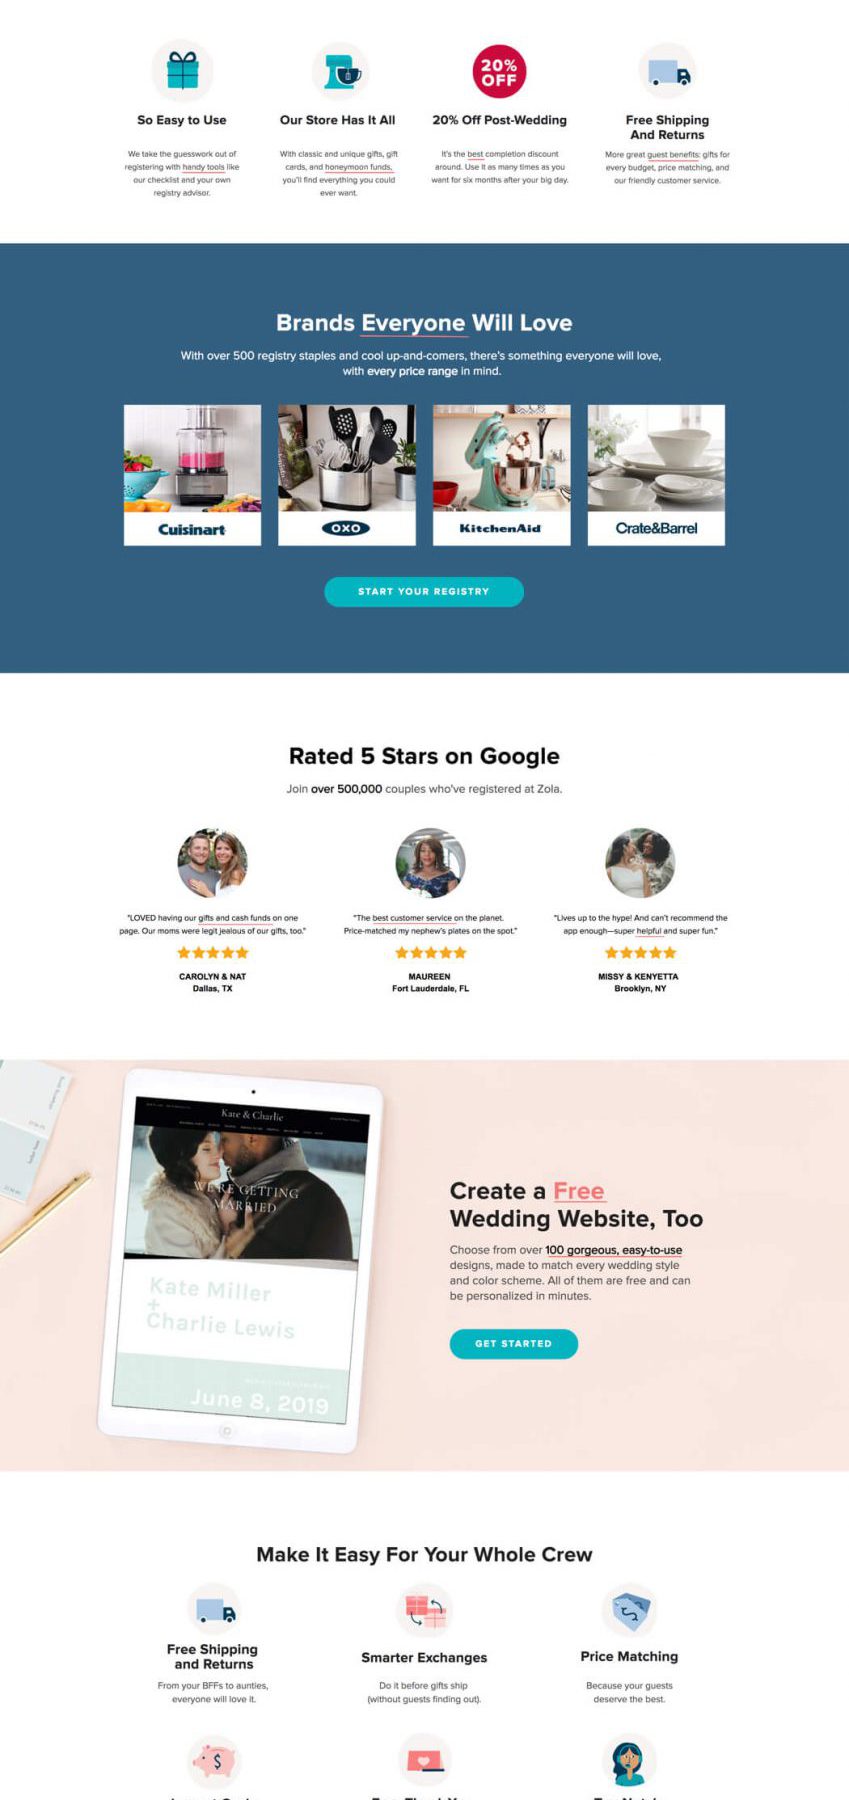 20%
OFF
So Easy to Use
Our Store Has It All
20% Off Post-Wedding
Free Shipping
And Returns
We take the guesswork out of
registering with handy tools like
our checklist and your own
registry advisor.
With classic and unique gifts, gift
cards, and honeymoon funds,
you'll find everything you could
ever want.
It's the best completion discount
around. Use it as many times as you
want for six months after your big day.
More great guest benefits: gifts for
every budget, price matching, and
our friendly customer service.
Brands Everyone Will Love
With over 500 registry staples and cool up-and-comers, there's something everyone will love,
with every price range in mind.
Cuisinart
OXO
KitchenAid
Crate&Barrel
START YOUR REGISTRY
Rated 5 Stars on Google
Join over 500,000 couples who've registered at Zola.
"LOVED having our gifts and cash funds on one
page. Our moms were legit jealous of our gifts, too."
CAROLYN & NAT
Dallas, TX
"The best customer service on the planet.
Price-matched my nephew's plates on the spot."
MAUREEN
Fort Lauderdale, FL
"Lives up to the hype! And can't recommend the
app enough—super helpful and super fun."
MISSY & KENYETTA
Brooklyn, NY
Kate & Charlie
WE'RE GETTING
MARRIED
Kate Miller
+
Charlie Lewis
June 8, 2019
Create a Free
Wedding Website, Too
Choose from over 100 gorgeous, easy-to-use
designs, made to match every wedding style
and color scheme. All of them are free and can
be personalized in minutes.
GET STARTED
Make It Easy For Your Whole Crew
Free Shipping
and Returns
From your BFFs to aunties,
everyone will love it.
Smarter Exchanges
Do it before gifts ship
(without guests finding out).
Price Matching
Because your guests
deserve the best.
$